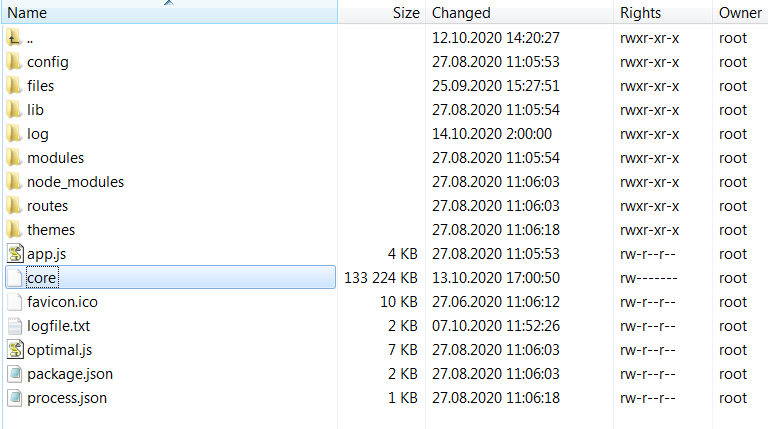 Name Size Changed Rights Owner
.. 12.10.2020 14:20:27 rwxr-xr-x root
config 27.08.2020 11:05:53 rwxr-xr-x root
files 25.09.2020 15:27:51 rwxr-xr-x root
lib 27.08.2020 11:05:54 rwxr-xr-x root
log 14.10.2020 2:00:00 rwxr-xr-x root
modules 27.08.2020 11:05:54 rwxr-xr-x root
node_modules 27.08.2020 11:06:03 rwxr-xr-x root
routes 27.08.2020 11:06:03 rwxr-xr-x root
themes 27.08.2020 11:06:18 rwxr-xr-x root
app.js 4 KB 27.08.2020 11:05:53 rw-r--r-- root
core 133 224 KB 13.10.2020 17:00:50 rw------- root
favicon.ico 10 KB 27.06.2020 11:06:12 rw-r--r-- root
logfile.txt 2 KB 07.10.2020 11:52:26 rw-r--r-- root
optimal.js 7 KB 27.08.2020 11:06:03 rw-r--r-- root
package.json 2 KB 27.08.2020 11:06:03 rw-r--r-- root
process.json 1 KB 27.08.2020 11:06:18 rw-r--r-- root